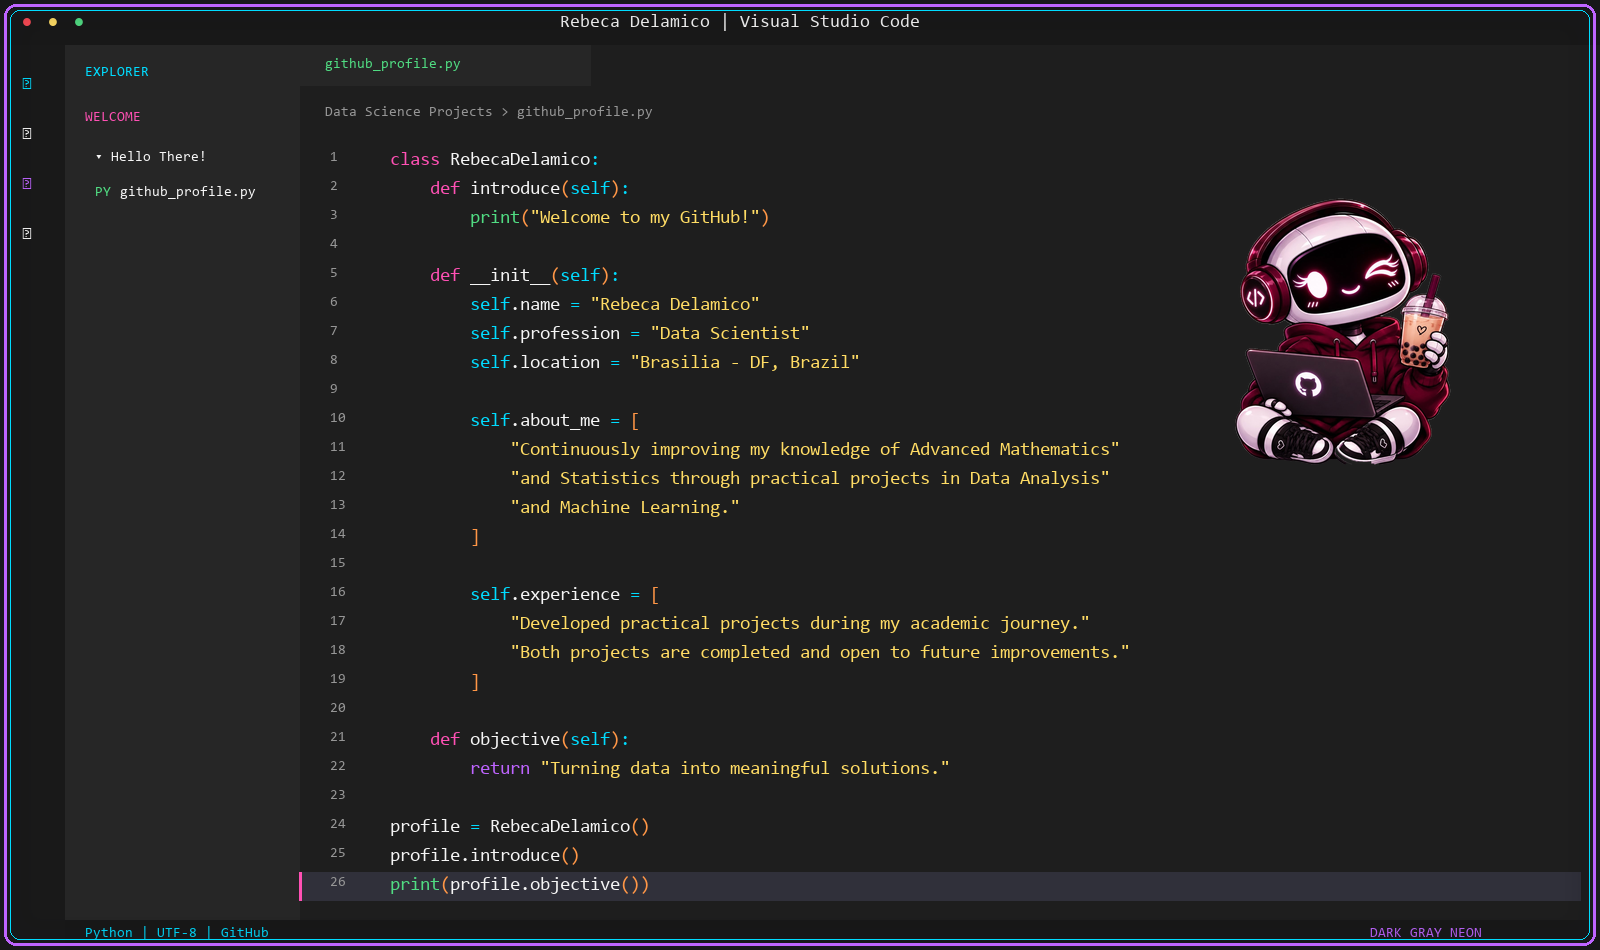 Rebeca Delamico | Visual Studio Code
EXPLORER
WELCOME
▾ Hello There!
PY github_profile.py
github_profile.py
Data Science Projects > github_profile.py
1 class RebecaDelamico:
2     def introduce(self):
3         print("Welcome to my GitHub!")
4
5     def __init__(self):
6         self.name = "Rebeca Delamico"
7         self.profession = "Data Scientist"
8         self.location = "Brasilia - DF, Brazil"
9
10         self.about_me = [
11             "Continuously improving my knowledge of Advanced Mathematics"
12             "and Statistics through practical projects in Data Analysis"
13             "and Machine Learning."
14         ]
15
16         self.experience = [
17             "Developed practical projects during my academic journey."
18             "Both projects are completed and open to future improvements."
19         ]
20
21     def objective(self):
22         return "Turning data into meaningful solutions."
23
24 profile = RebecaDelamico()
25 profile.introduce()
26 print(profile.objective())
</>
Python | UTF-8 | GitHub
DARK GRAY NEON